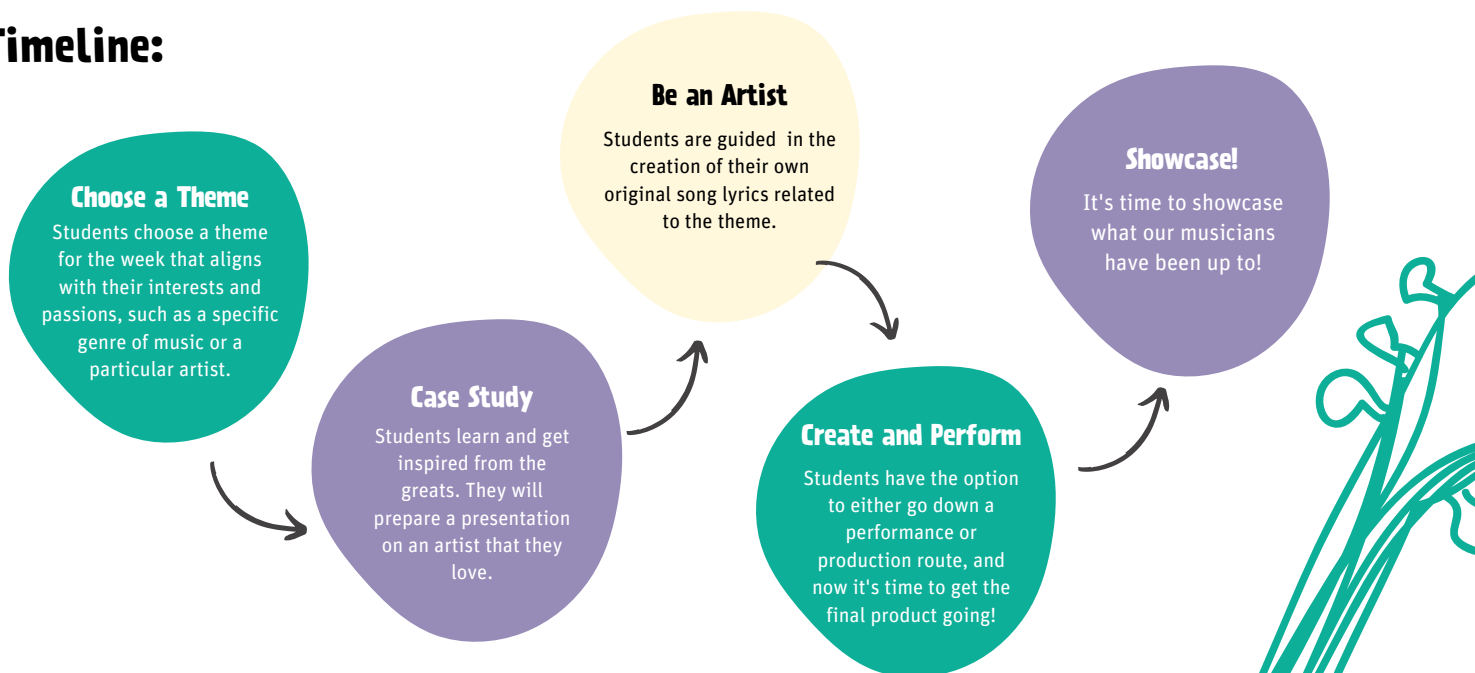 Timeline:
Choose a Theme
Students choose a theme
for the week that aligns
with their interests and
passions, such as a specific
genre of music or a
particular artist.
Case Study
Students learn and get
inspired from the
greats. They will
prepare a presentation
on an artist that they
love.
Be an Artist
Students are guided  in the
creation of their own
original song lyrics related
to the theme.
Create and Perform
Students have the option
to either go down a
performance or
production route, and
now it's time to get the
final product going!
Showcase!
It's time to showcase
what our musicians
have been up to!